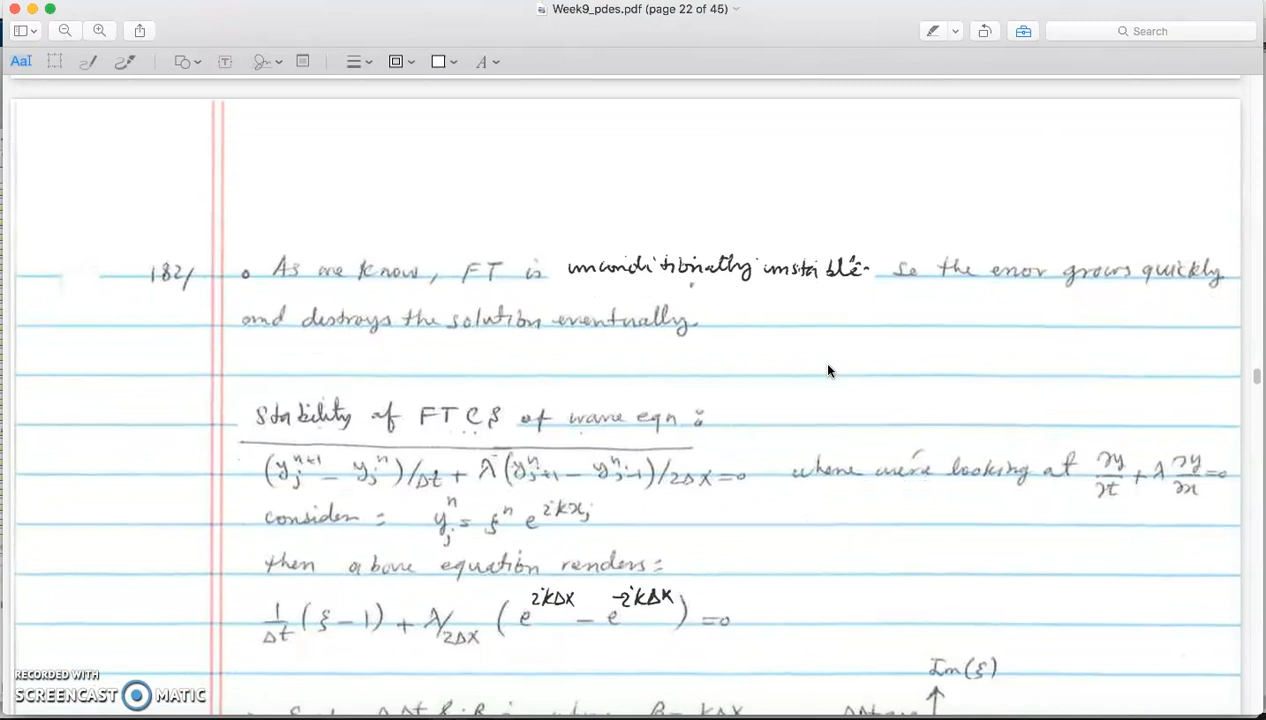 Week9_pdes.pdf (page 22 of 45)
Search
AaI
182/ • As we know, FT is unconditionally unstable. so the error grows quickly
and destroys the solution eventually.
Stability of FTCS of wave eqn :
(y_j^{n+1} - y_j^n)/Δt + λ(y_{j+1}^n - y_{j-1}^n)/2Δx = 0 where we're looking at ∂y/∂t + λ ∂y/∂x = 0
consider : y_j^n = ξ^n e^{ikx_j}
then above equation renders :
1/Δt (ξ - 1) + λ/2Δx (e^{ikΔx} - e^{-ikΔx}) = 0
Im(ξ)
RECORDED WITH
SCREENCAST MATIC